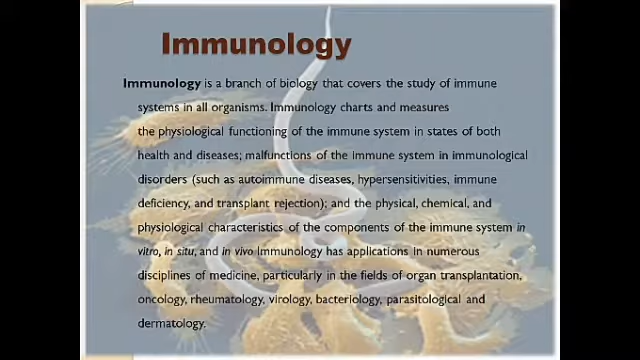 Immunology
Immunology is a branch of biology that covers the study of immune
systems in all organisms. Immunology charts and measures
the physiological functioning of the immune system in states of both
health and diseases; malfunctions of the immune system in immunological
disorders (such as autoimmune diseases, hypersensitivities, immune
deficiency, and transplant rejection); and the physical, chemical, and
physiological characteristics of the components of the immune system in
vitro, in situ, and in vivo Immunology has applications in numerous
disciplines of medicine, particularly in the fields of organ transplantation,
oncology, rheumatology, virology, bacteriology, parasitological and
dermatology.